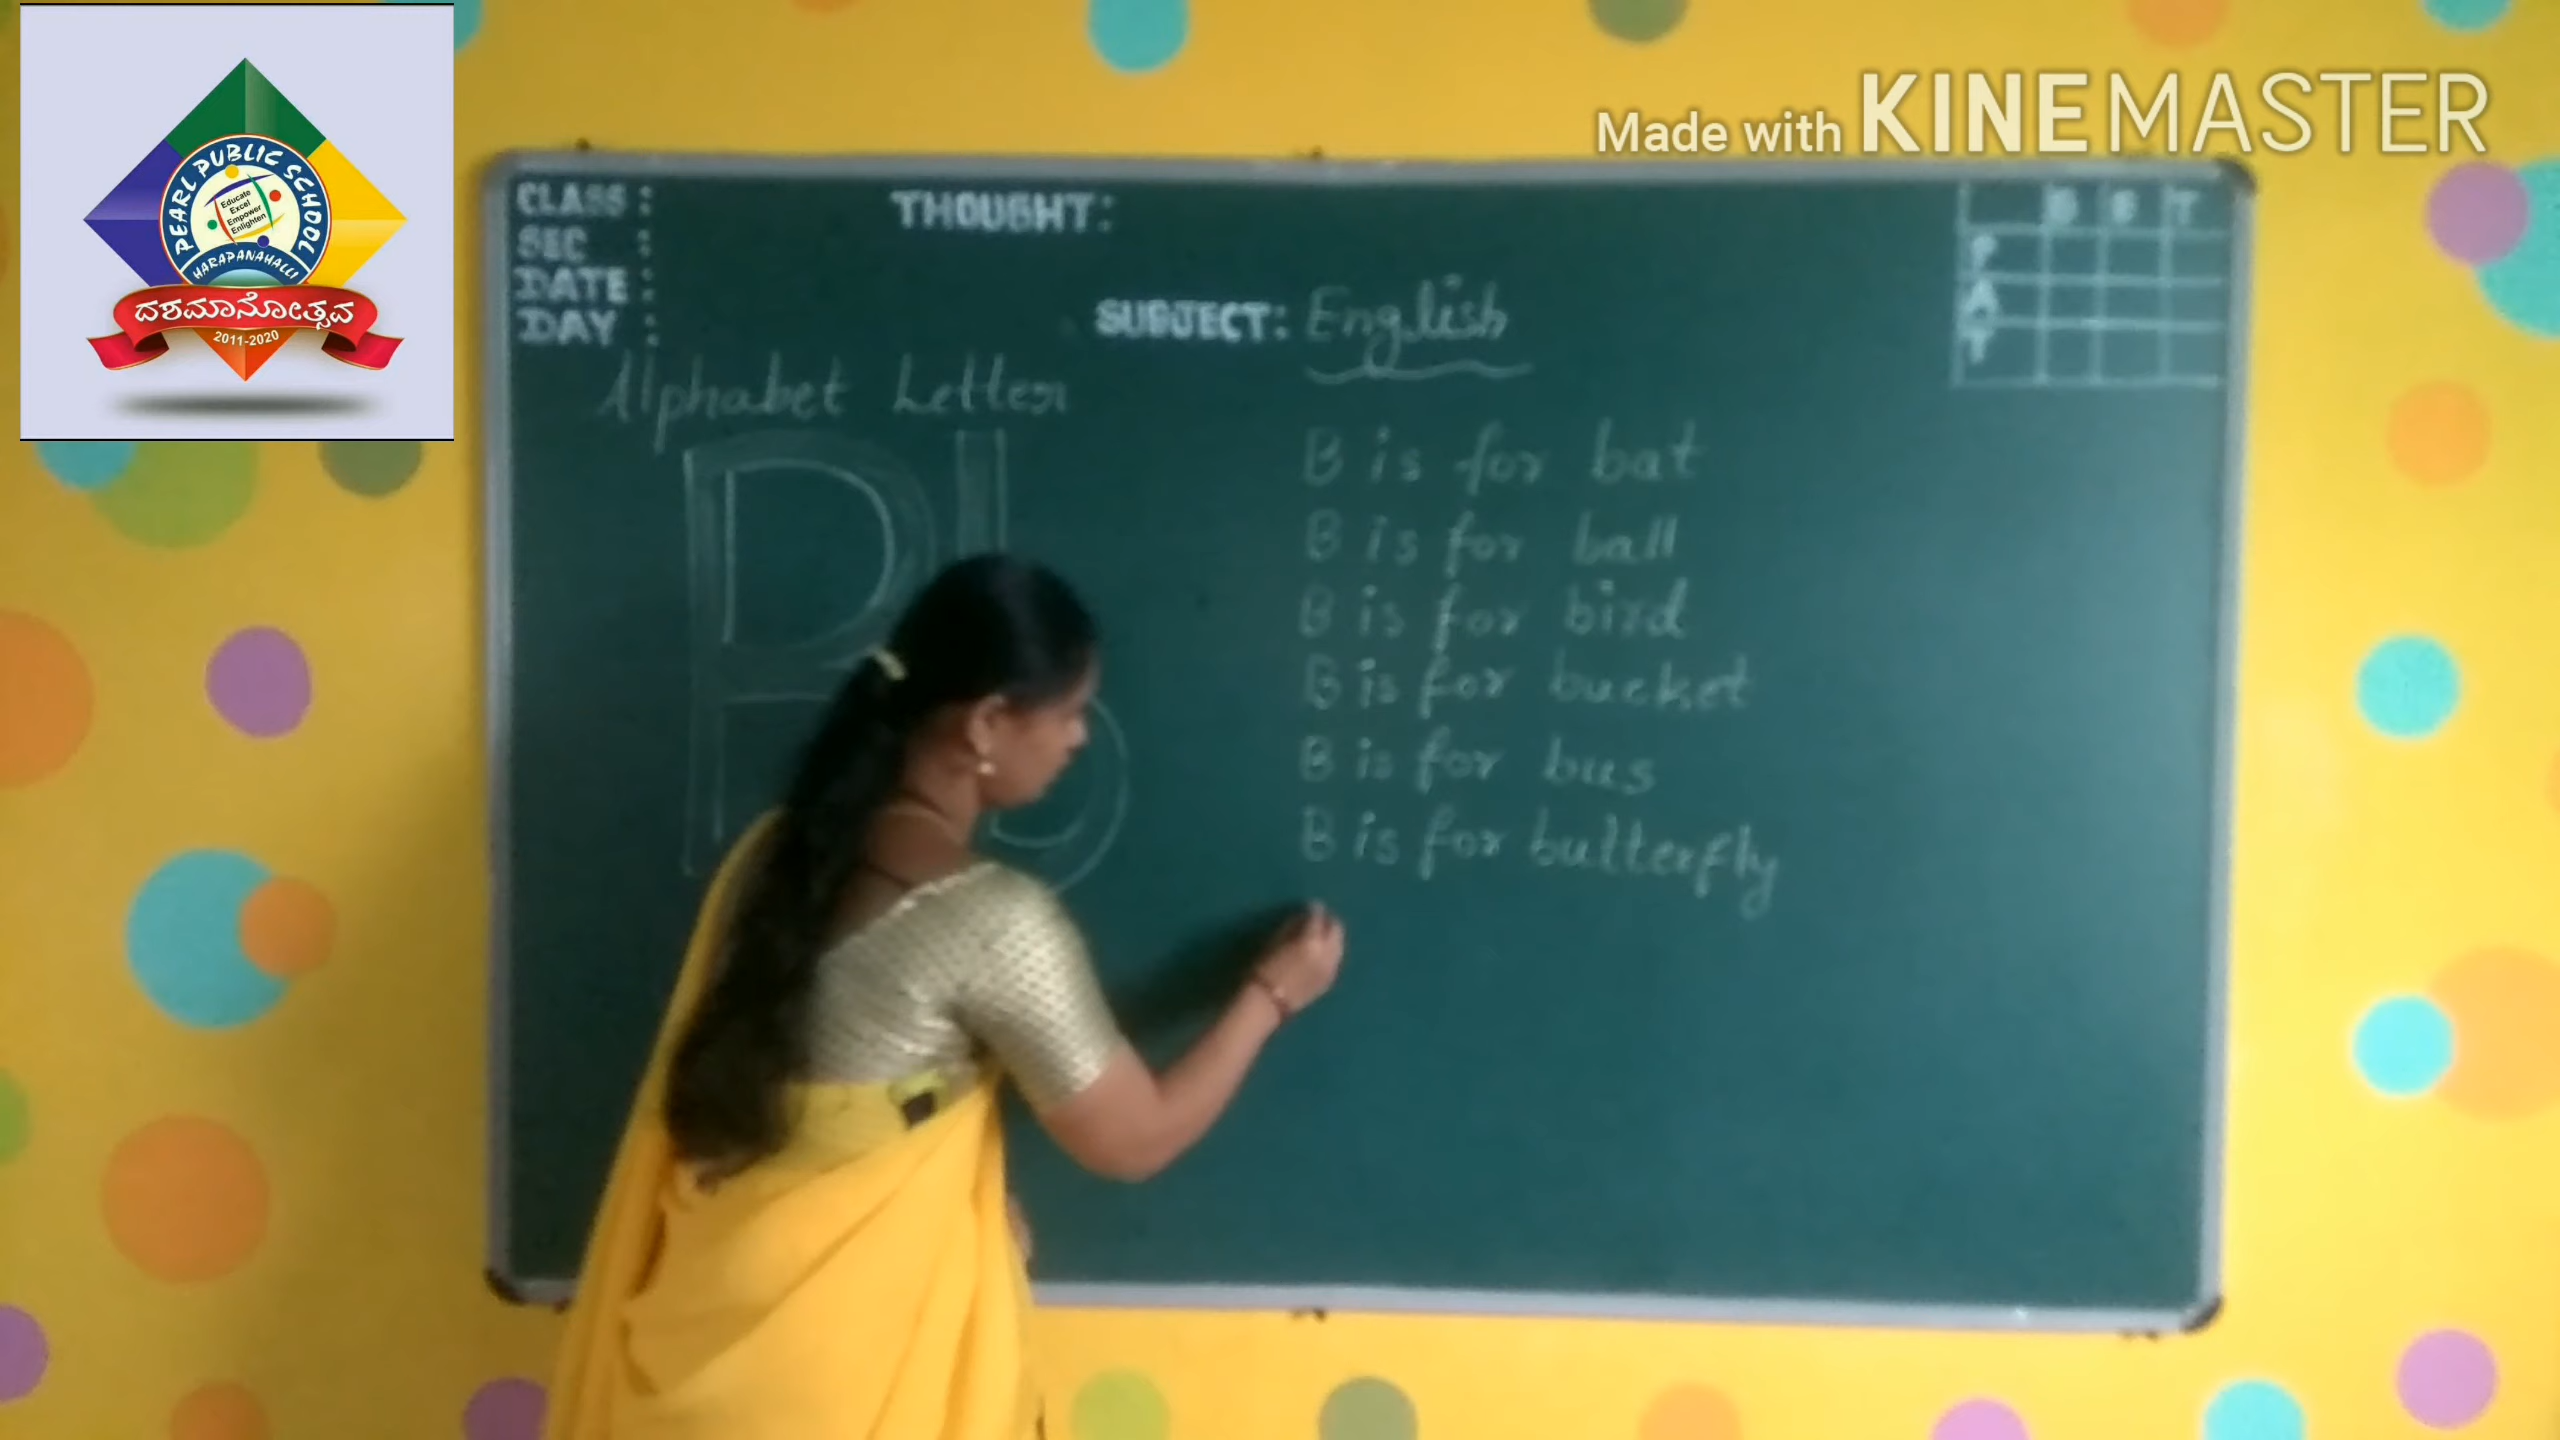 PEARL PUBLIC SCHOOL
Educate
Excel
Empower
Enlighten
HARAPANAHALLI
ದಶಮಾನೋತ್ಸವ
2011-2020
Made with KINEMASTER
CLASS :
SEC :
DATE :
DAY :
THOUGHT:
SUBJECT: English
B G T
P
A
T
Alphabet Letter
Bb
B is for bat
B is for ball
B is for bird
B is for bucket
B is for bus
B is for butterfly